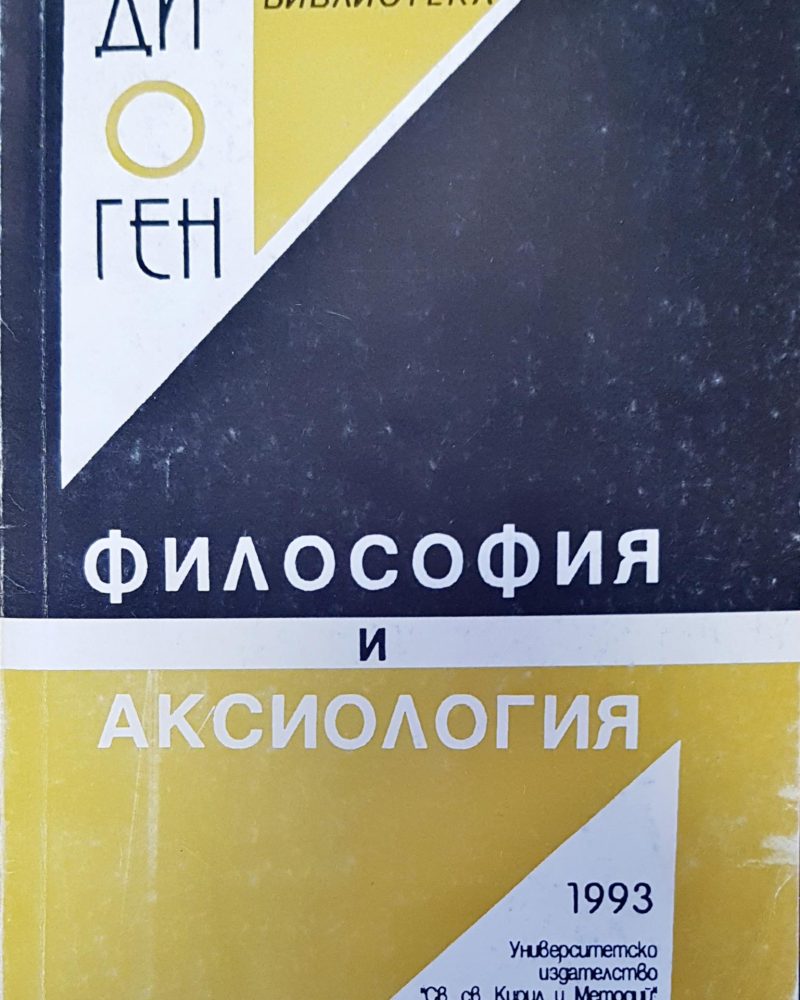 БИБЛИОТЕКА
ДИ
О
ГЕН
ФИЛОСОФИЯ
И
АКСИОЛОГИЯ
1993
Университетско
издателство
"Св. св. Кирил и Методий"